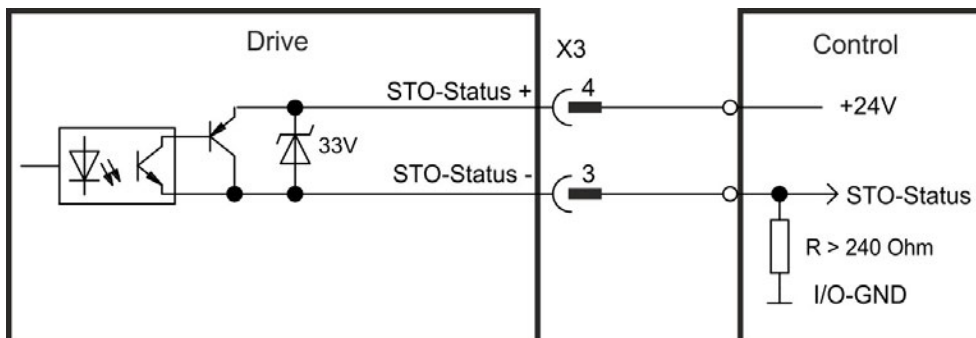 Drive
X3
Control
STO-Status +
4
+24V
33V
STO-Status -
3
STO-Status
R > 240 Ohm
I/O-GND